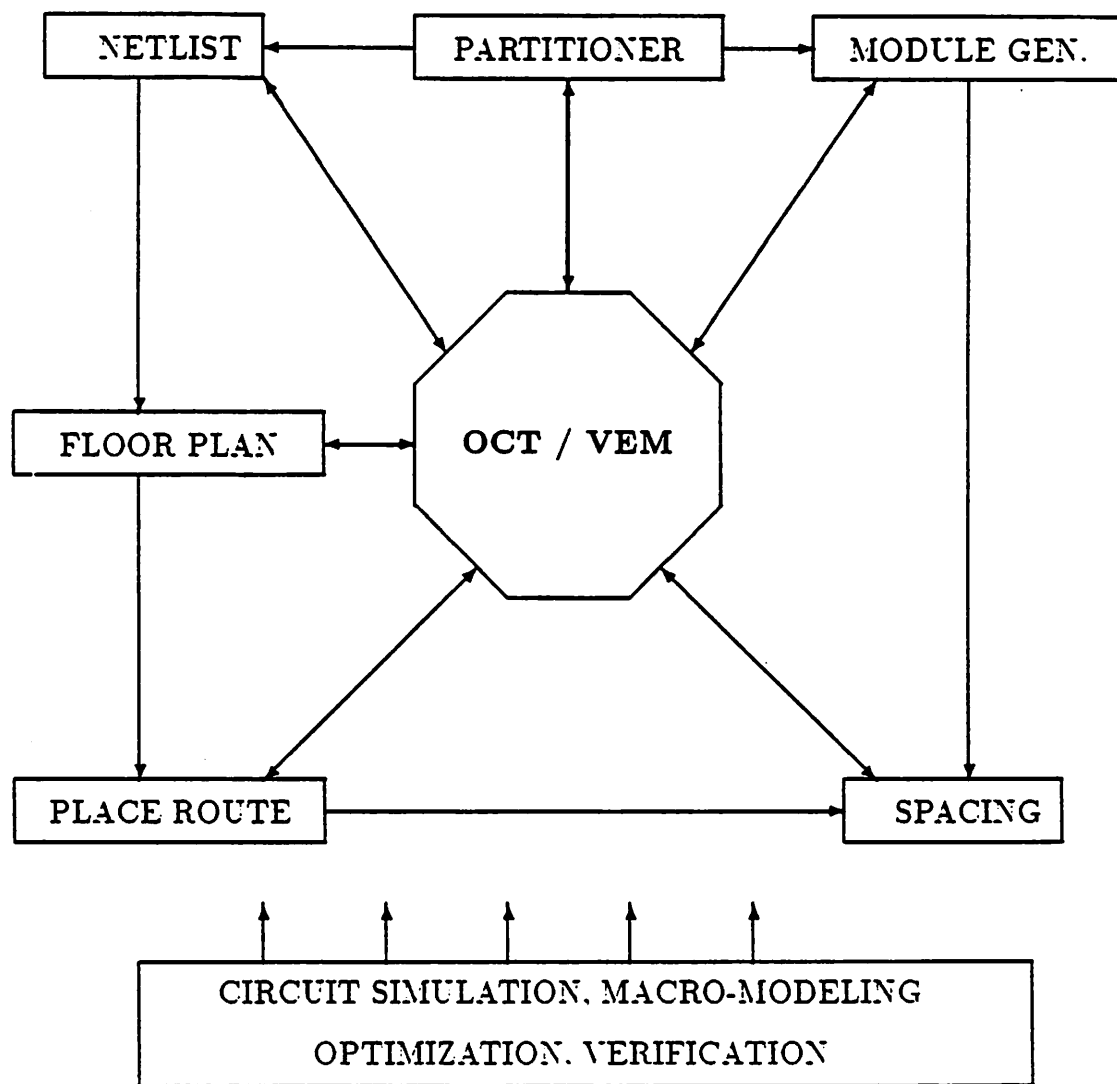 NETLIST
PARTITIONER
MODULE GEN.
FLOOR PLAN
OCT / VEM
PLACE ROUTE
SPACING
CIRCUIT SIMULATION, MACRO-MODELING
OPTIMIZATION, VERIFICATION